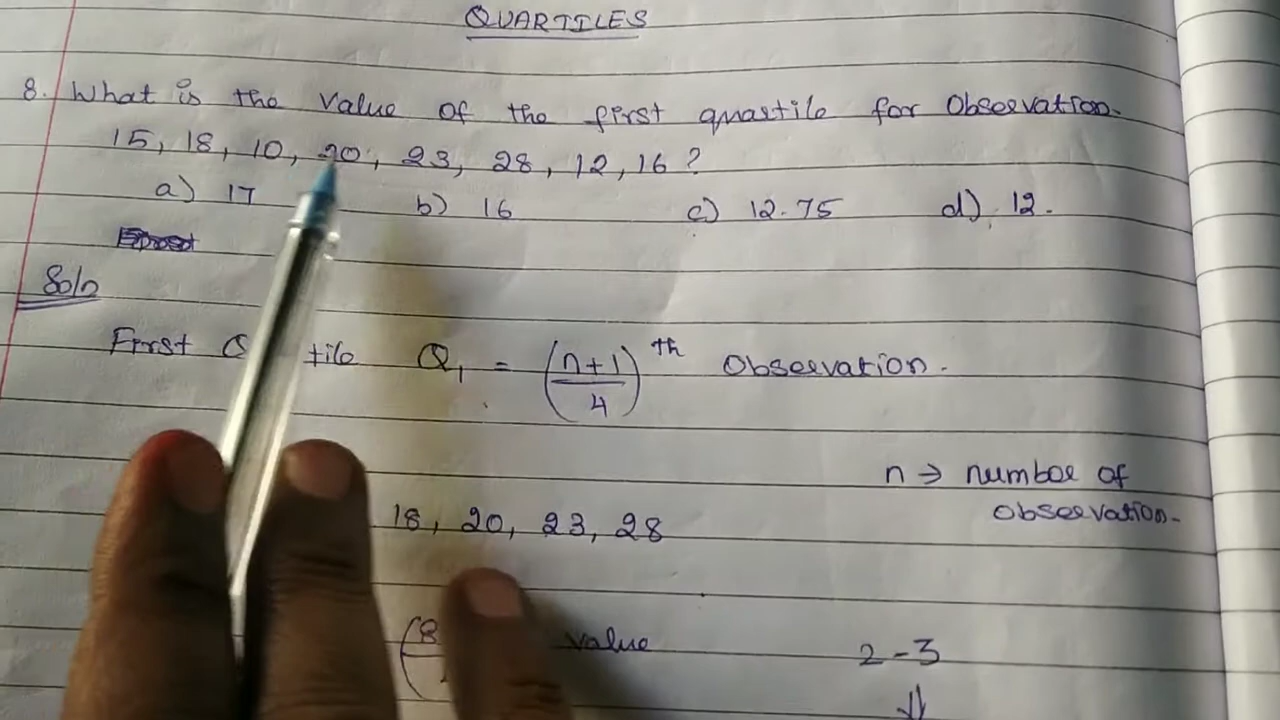 QUARTILES
8. What is the value of the first quartile for Observation.
15, 18, 10, 20, 23, 28, 12, 16 ?
a) 17 b) 16 c) 12.75 d) 12.
Soln
First Q tile Q₁ = (n+1 / 4)th Observation.
n → number of
observation-
18, 20, 23, 28
(8 value
2-3
⇓